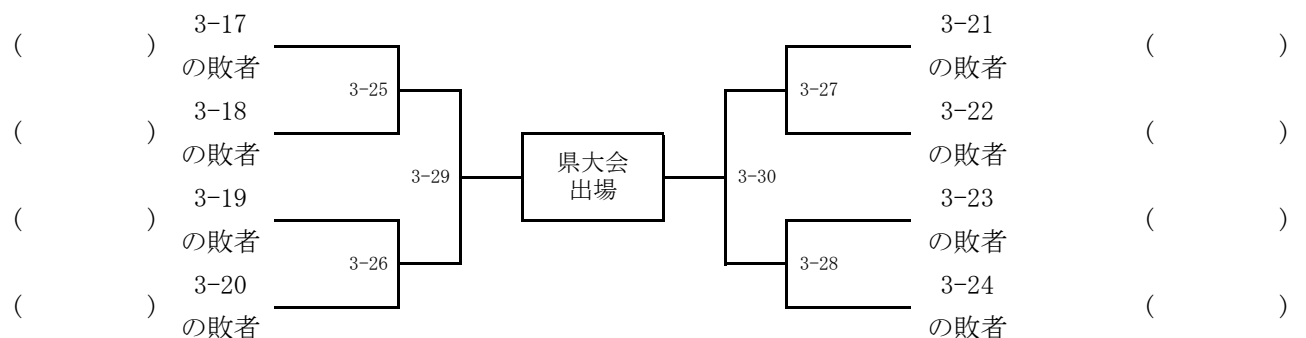 (　　　) 3-17
の敗者
3-25
(　　　) 3-18
の敗者
3-29
(　　　) 3-19
の敗者
3-26
(　　　) 3-20
の敗者
県大会
出場
3-21 (　　　)
の敗者
3-27
3-22 (　　　)
の敗者
3-30
3-23 (　　　)
の敗者
3-28
3-24 (　　　)
の敗者